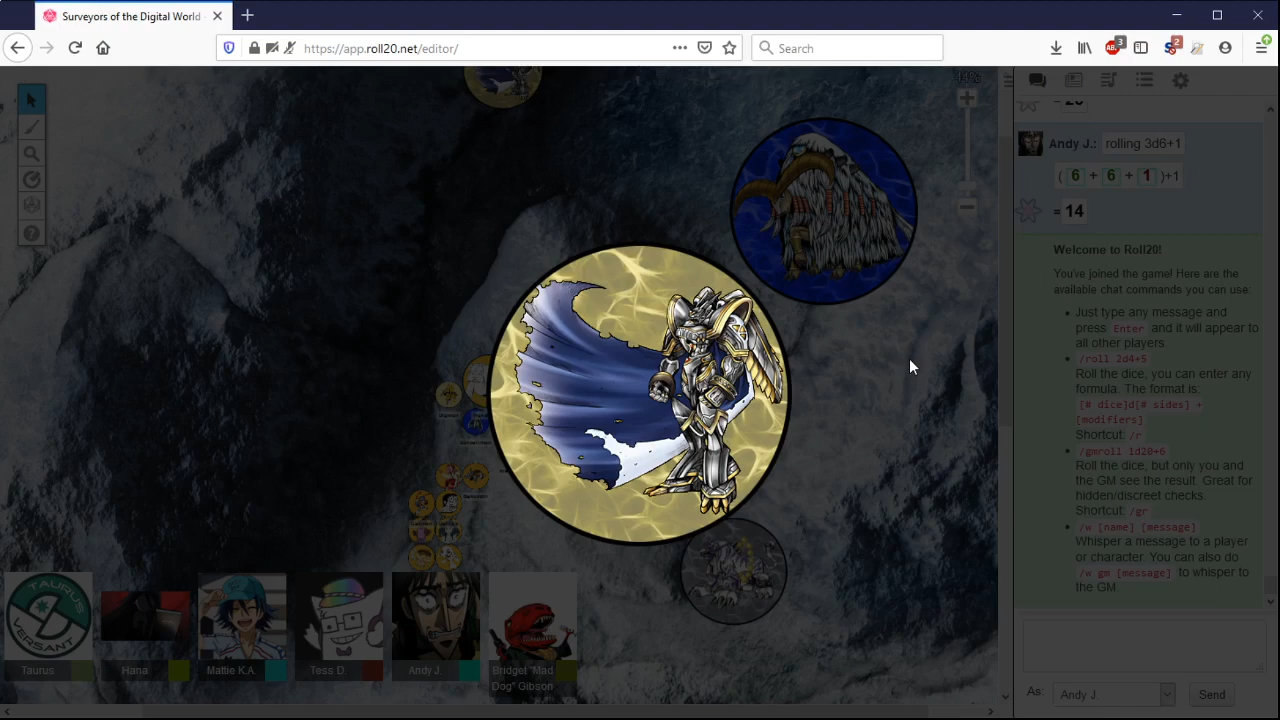 Surveyors of the Digital World
https://app.roll20.net/editor/
Search
3
2
= 20
Andy J.: rolling 3d6+1
( 6 + 6 + 1 )+1
= 14
Welcome to Roll20!
You've joined the game! Here are the
available chat commands you can use:
Just type any message and
press Enter and it will appear to
all other players.
/roll 2d4+5
Roll the dice, you can enter any
formula. The format is:
[# dice]d[# sides] +
[modifiers]
Shortcut: /r
/gmroll 1d20+6
Roll the dice, but only you and
the GM see the result. Great for
hidden/discreet checks.
Shortcut: /gr
/w [name] [message]
Whisper a message to a player
or character. You can also do
/w gm [message] to whisper to
the GM.
TAURUS
VERSANT
Taurus
Hana
Mattie K.A.
Tess D.
Andy J.
Bridget "Mad
Dog" Gibson
As:
Andy J.
Send